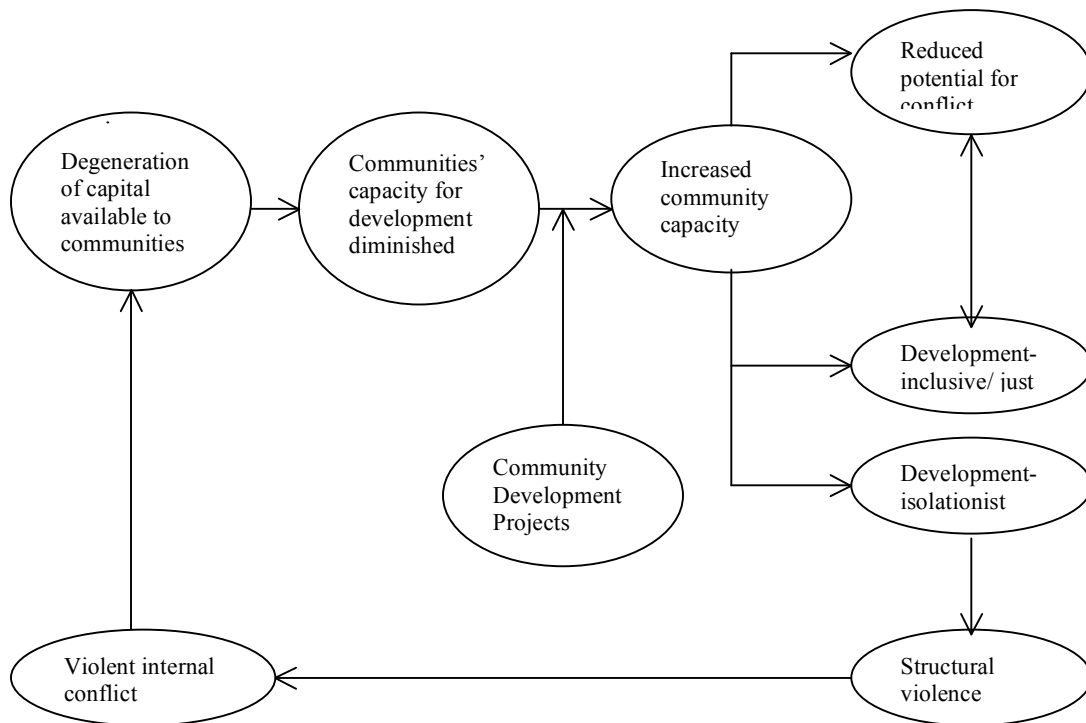 Reduced
potential for
conflict
Degeneration
of capital
available to
communities
Communities’
capacity for
development
diminished
Increased
community
capacity
Development-
inclusive/ just
Community
Development
Projects
Development-
isolationist
Violent internal
conflict
Structural
violence